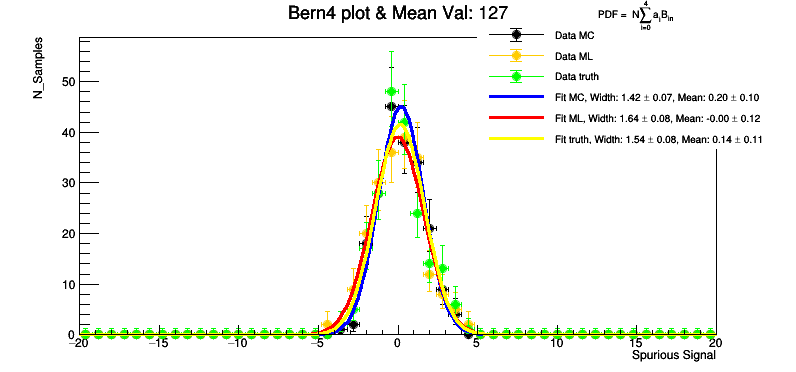 Bern4 plot & Mean Val: 127
PDF = N∑ a_i B_in
4
i=0
Data MC
Data ML
Data truth
Fit MC, Width: 1.42 ± 0.07, Mean: 0.20 ± 0.10
Fit ML, Width: 1.64 ± 0.08, Mean: -0.00 ± 0.12
Fit truth, Width: 1.54 ± 0.08, Mean: 0.14 ± 0.11
N_Samples
50
40
30
20
10
0
−20 −15 −10 −5 0 5 10 15 20
Spurious Signal